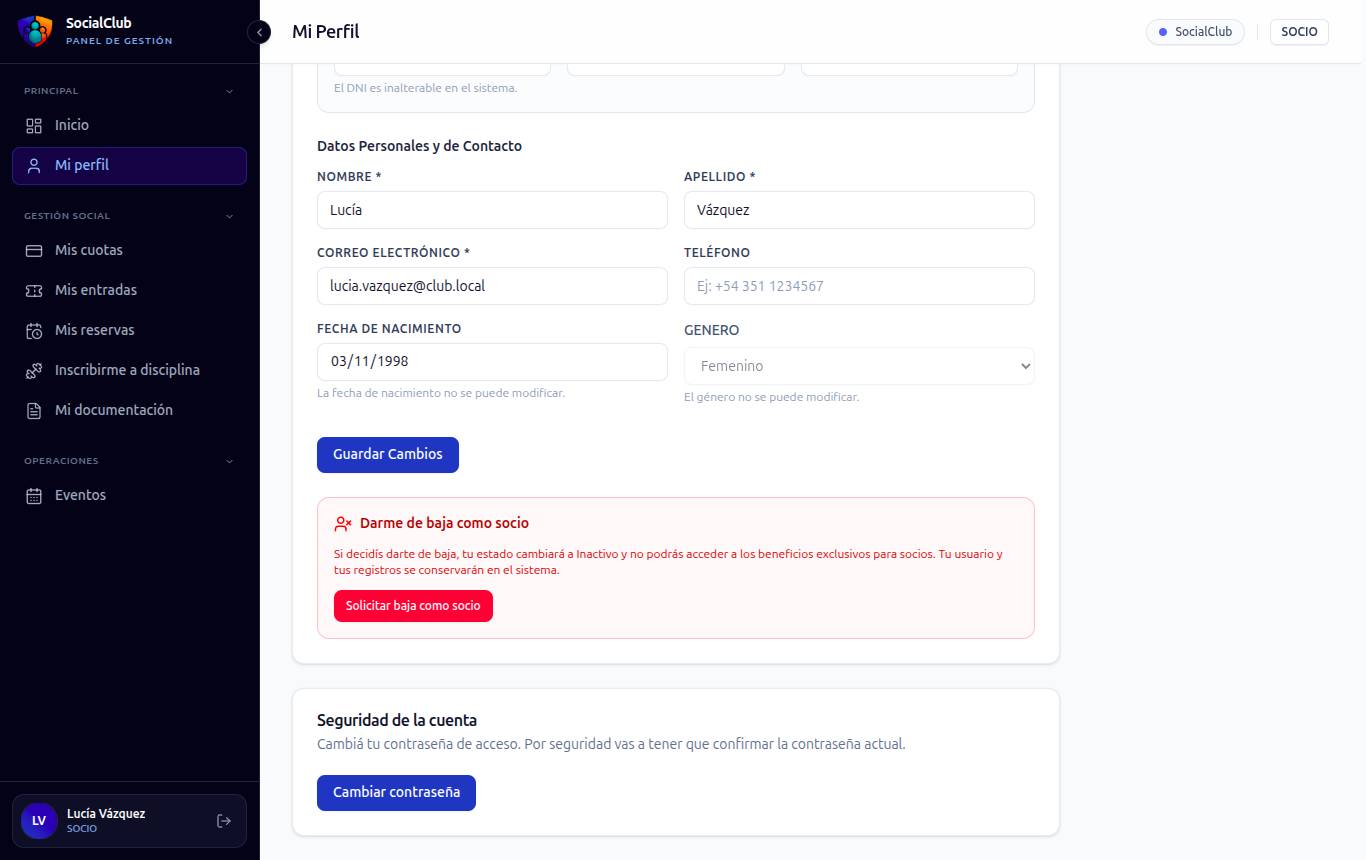 SocialClub
PANEL DE GESTIÓN
PRINCIPAL
Inicio
Mi perfil
GESTIÓN SOCIAL
Mis cuotas
Mis entradas
Mis reservas
Inscribirme a disciplina
Mi documentación
OPERACIONES
Eventos
LV
Lucía Vázquez
SOCIO
Mi Perfil
SocialClub
SOCIO
El DNI es inalterable en el sistema.
Datos Personales y de Contacto
NOMBRE *
APELLIDO *
Lucía
Vázquez
CORREO ELECTRÓNICO *
TELÉFONO
lucia.vazquez@club.local
Ej: +54 351 1234567
FECHA DE NACIMIENTO
GENERO
03/11/1998
Femenino
La fecha de nacimiento no se puede modificar.
El género no se puede modificar.
Guardar Cambios
Darme de baja como socio
Si decidís darte de baja, tu estado cambiará a Inactivo y no podrás acceder a los beneficios exclusivos para socios. Tu usuario y
tus registros se conservarán en el sistema.
Solicitar baja como socio
Seguridad de la cuenta
Cambiá tu contraseña de acceso. Por seguridad vas a tener que confirmar la contraseña actual.
Cambiar contraseña